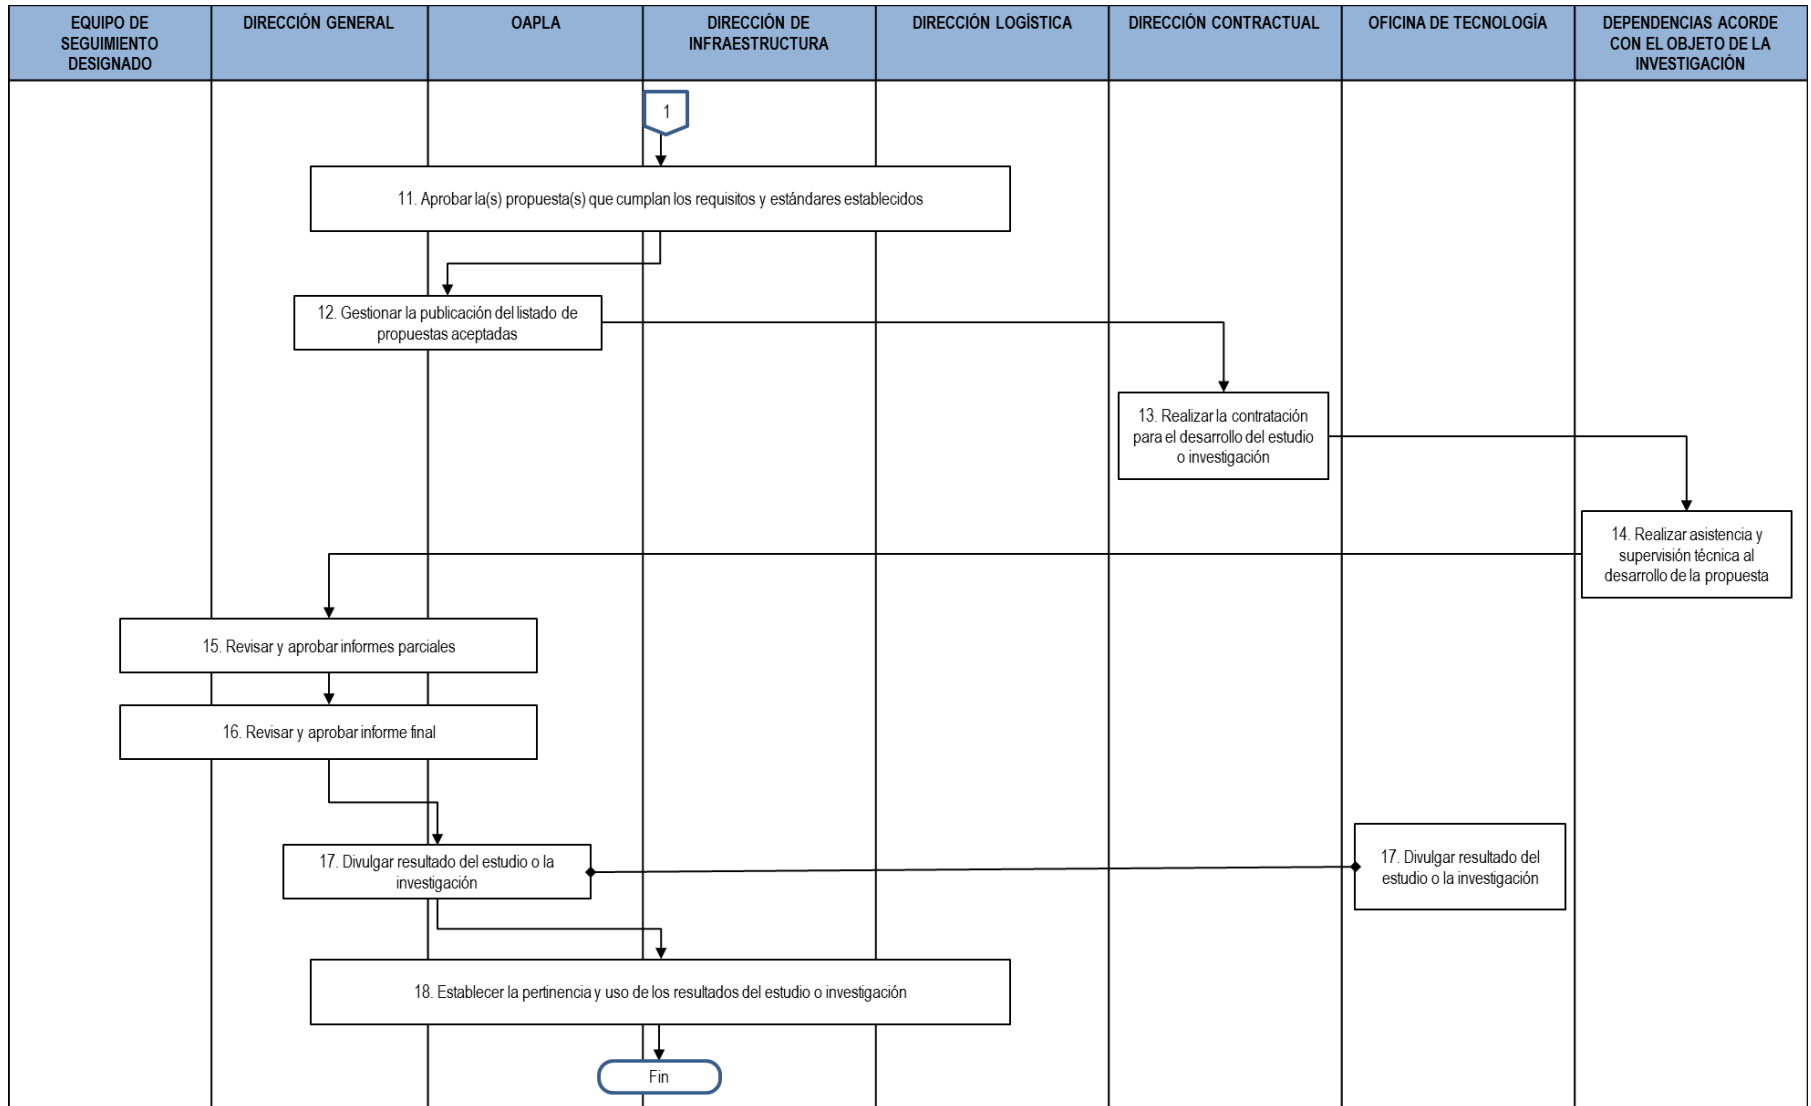 EQUIPO DE
SEGUIMIENTO
DESIGNADO
DIRECCIÓN GENERAL
OAPLA
DIRECCIÓN DE
INFRAESTRUCTURA
DIRECCIÓN LOGÍSTICA
DIRECCIÓN CONTRACTUAL
OFICINA DE TECNOLOGÍA
DEPENDENCIAS ACORDE
CON EL OBJETO DE LA
INVESTIGACIÓN
1
11. Aprobar la(s) propuesta(s) que cumplan los requisitos y estándares establecidos
12. Gestionar la publicación del listado de
propuestas aceptadas
13. Realizar la contratación
para el desarrollo del estudio
o investigación
14. Realizar asistencia y
supervisión técnica al
desarrollo de la propuesta
15. Revisar y aprobar informes parciales
16. Revisar y aprobar informe final
17. Divulgar resultado del estudio o la
investigación
17. Divulgar resultado del
estudio o la investigación
18. Establecer la pertinencia y uso de los resultados del estudio o investigación
Fin